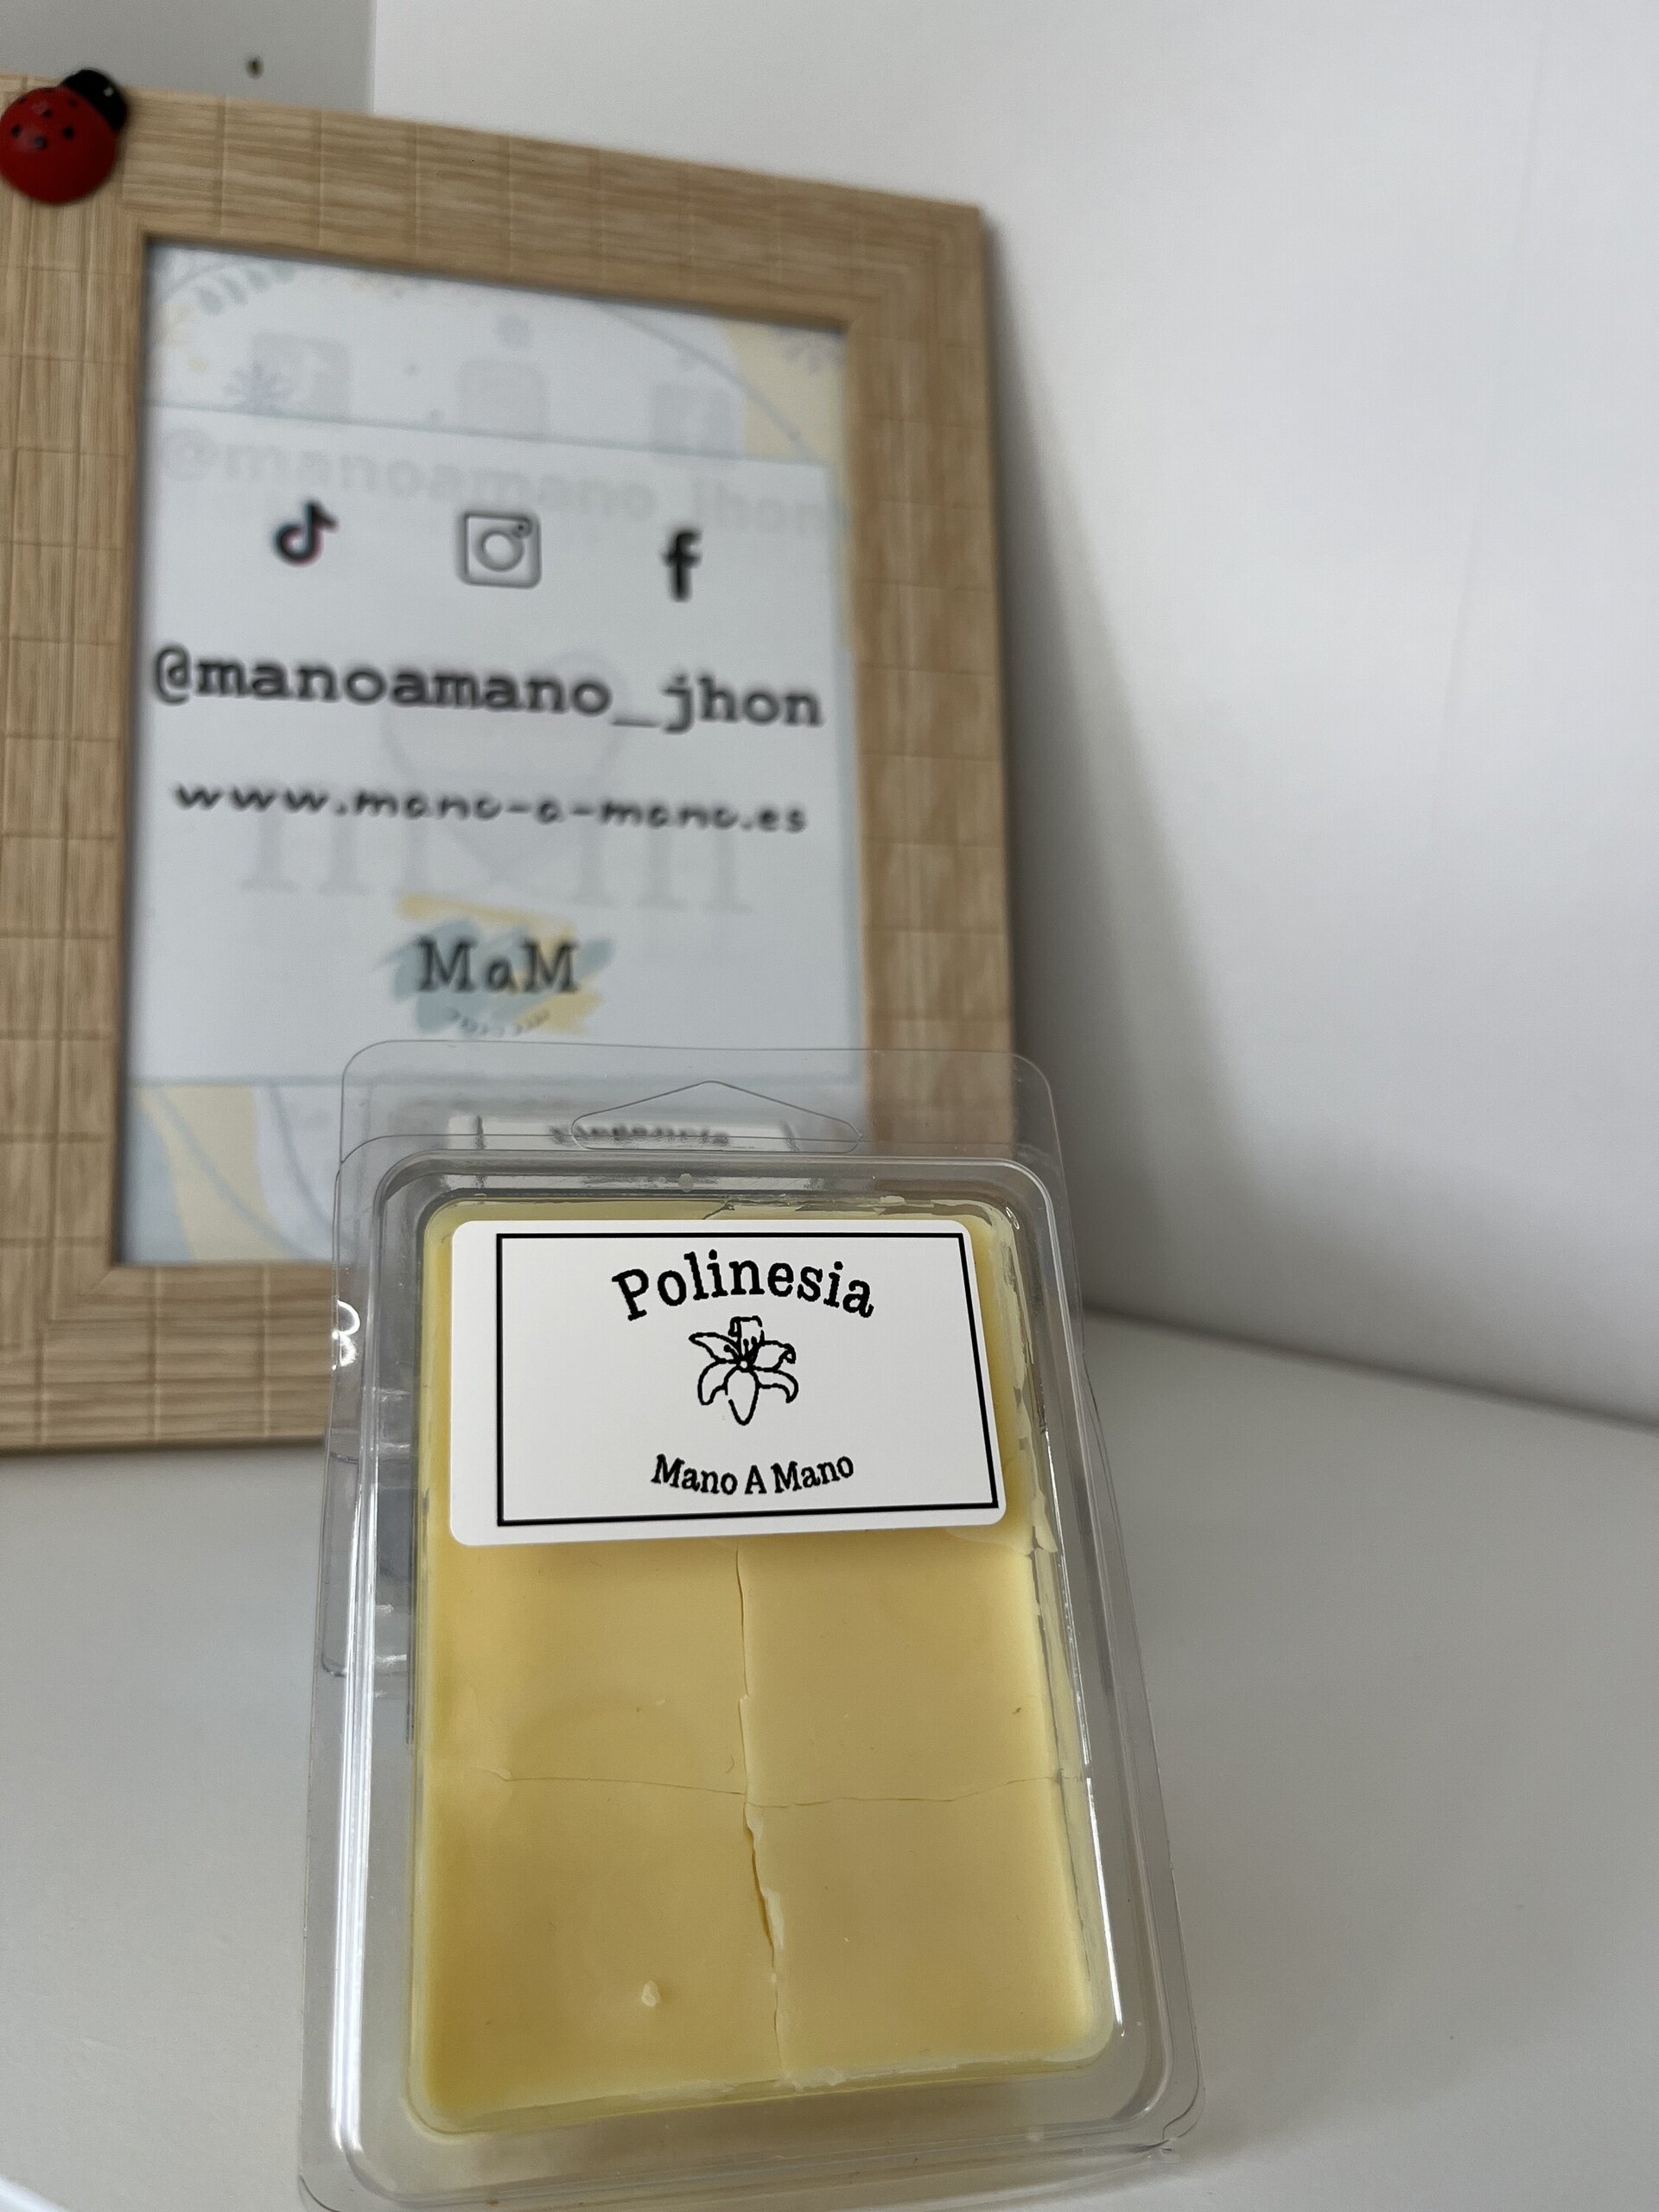 @manoamano_jhon
www.mano-a-mano.es
MaM
Polinesia
Mano A Mano